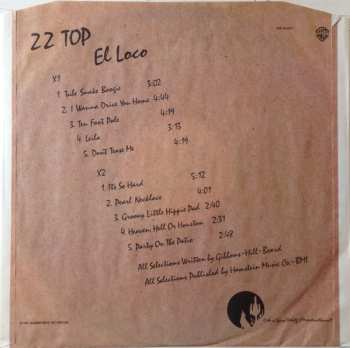 ZZ TOP
El Loco
X1
1. Tube Snake Boogie 3:02
2. I Wanna Drive You Home 4:44
3. Ten Foot Pole 4:19
4. Leila 3:13
5. Don't Tease Me 4:19
X2
1. It's So Hard 5:12
2. Pearl Necklace 4:01
3. Groovy Little Hippie Pad 2:40
4. Heaven Hell Or Houston 2:31
5. Party On The Patio 2:48
All Selections Written by Gibbons-Hill-Beard
All Selections Published by Hamstein Music Co.-BMI